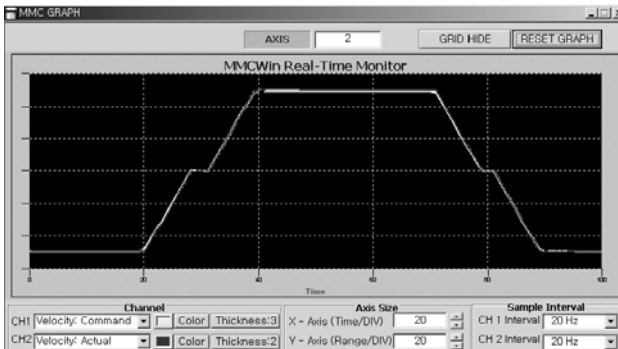 MMC GRAPH
AXIS 2 GRID HIDE RESET GRAPH
MMCWin Real-Time Monitor
0 20 40 60 80 100
Time
Channel Axis Size Sample Interval
CH1 Velocity: Command Color Thickness:3 X - Axis (Time/DIV) 20 CH 1 Interval 20 Hz
CH2 Velocity: Actual Color Thickness:2 Y - Axis (Range/DIV) 20 CH 2 Interval 20 Hz